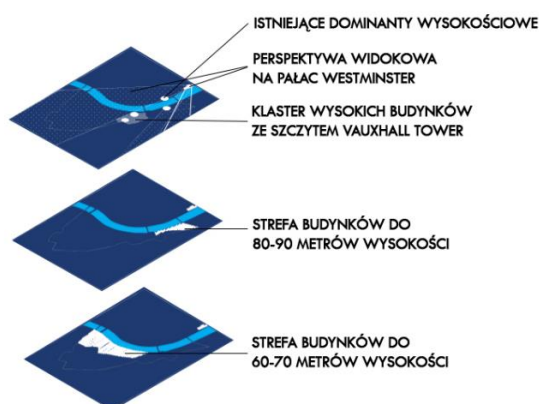 ISTNIEJĄCE DOMINANTY WYSOKOŚCIOWE
PERSPEKTYWA WIDOKOWA
NA PAŁAC WESTMINSTER
KLASTER WYSOKICH BUDYNKÓW
ZE SZCZYTEM VAUXHALL TOWER
STREFA BUDYNKÓW DO
80-90 METRÓW WYSOKOŚCI
STREFA BUDYNKÓW DO
60-70 METRÓW WYSOKOŚCI